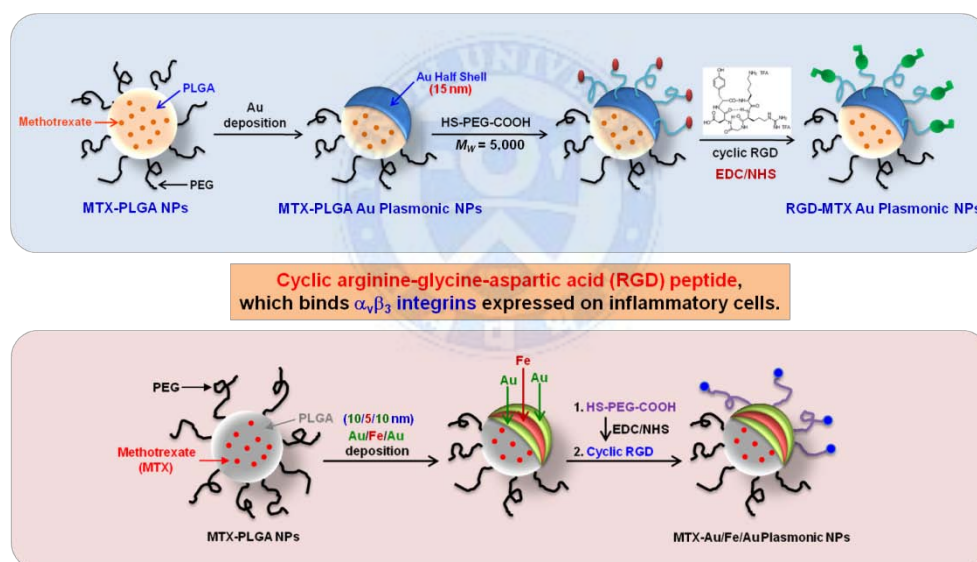 PLGA
Methotrexate
PEG
MTX-PLGA NPs
Au
deposition
Au Half Shell
(15 nm)
MTX-PLGA Au Plasmonic NPs
HS-PEG-COOH
Mw = 5,000
cyclic RGD
EDC/NHS
RGD-MTX Au Plasmonic NPs
Cyclic arginine-glycine-aspartic acid (RGD) peptide,
which binds αvβ3 integrins expressed on inflammatory cells.
PEG
PLGA
Methotrexate
(MTX)
MTX-PLGA NPs
(10/5/10 nm)
Au/Fe/Au
deposition
Fe
Au Au
1. HS-PEG-COOH
EDC/NHS
2. Cyclic RGD
MTX-Au/Fe/Au Plasmonic NPs